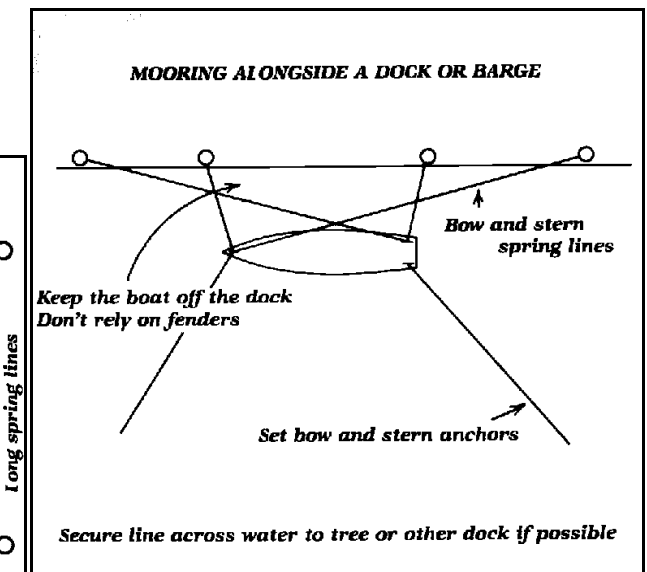 MOORING ALONGSIDE A DOCK OR BARGE
Bow and stern
spring lines
Keep the boat off the dock
Don't rely on fenders
Set bow and stern anchors
Secure line across water to tree or other dock if possible
Long spring lines